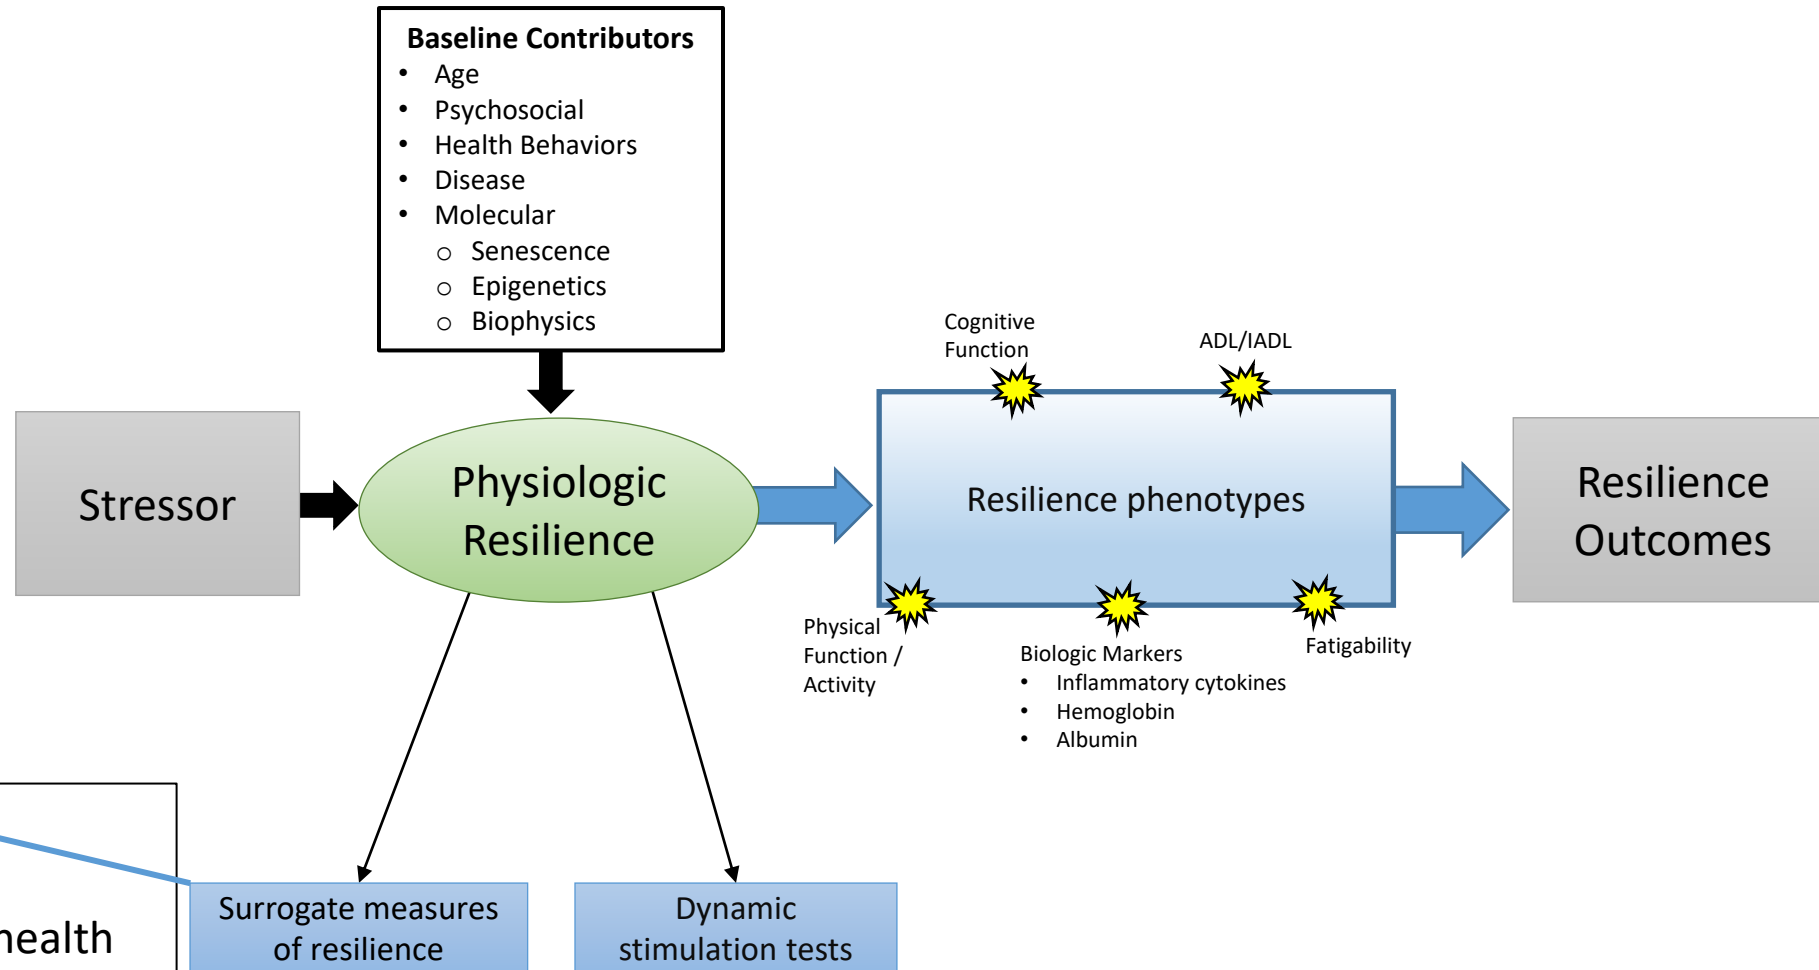 Baseline Contributors
• Age
• Psychosocial
• Health Behaviors
• Disease
• Molecular
o Senescence
o Epigenetics
o Biophysics
Stressor
Physiologic
Resilience
Cognitive
Function
ADL/IADL
Resilience phenotypes
Physical
Function /
Activity
Biologic Markers
• Inflammatory cytokines
• Hemoglobin
• Albumin
Fatigability
Resilience
Outcomes
health
Surrogate measures
of resilience
Dynamic
stimulation tests